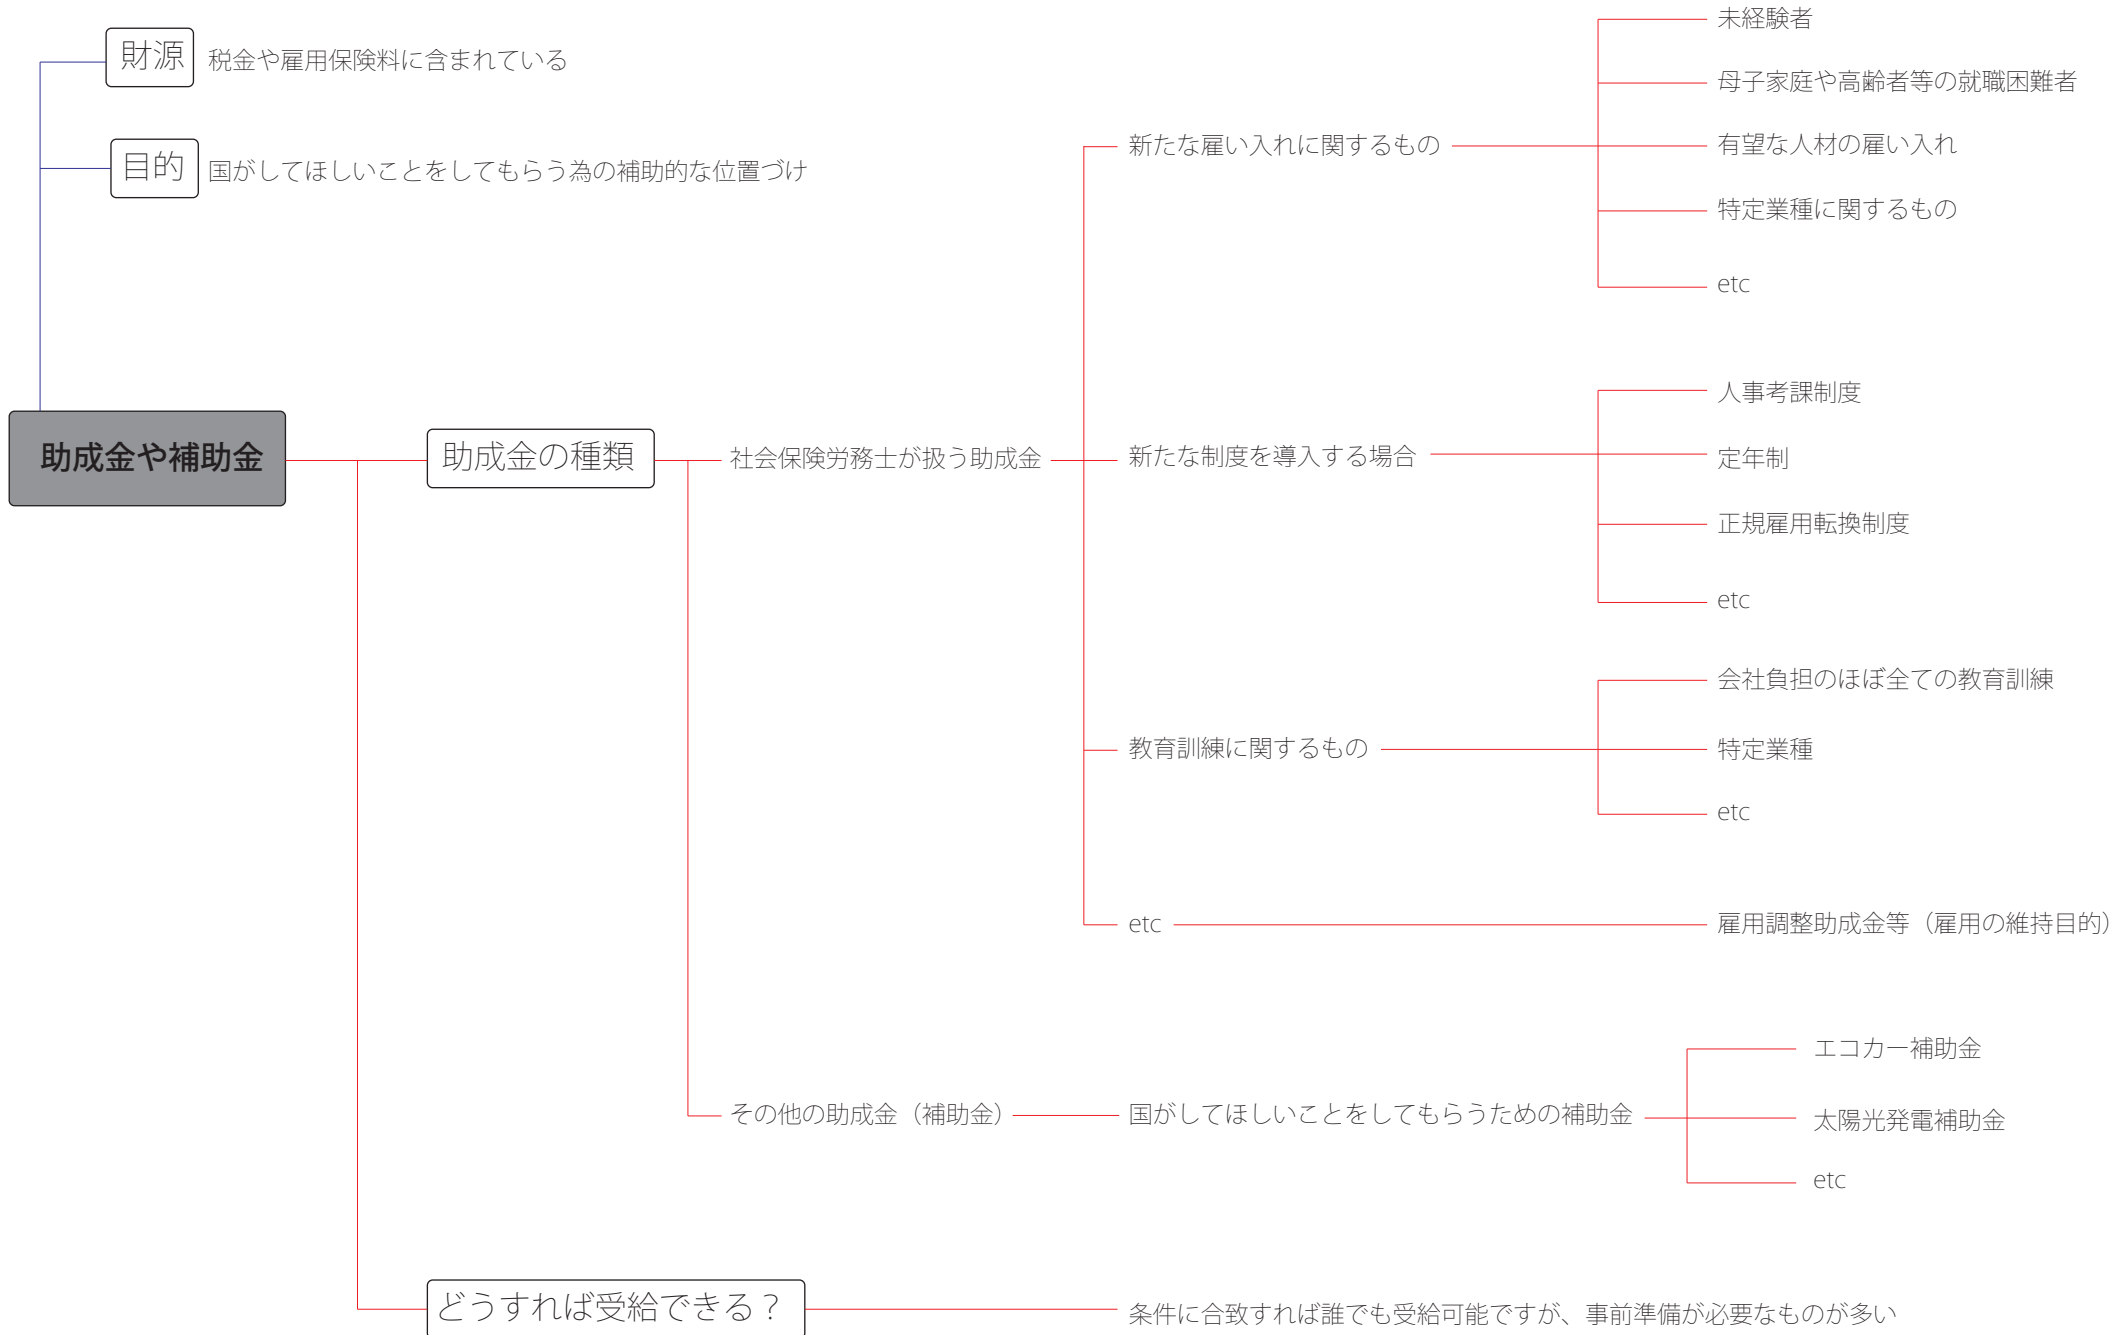 財源
税金や雇用保険料に含まれている
目的
国がしてほしいことをしてもらう為の補助的な位置づけ
助成金や補助金
助成金の種類
社会保険労務士が扱う助成金
新たな雇い入れに関するもの
未経験者
母子家庭や高齢者等の就職困難者
有望な人材の雇い入れ
特定業種に関するもの
etc
新たな制度を導入する場合
人事考課制度
定年制
正規雇用転換制度
etc
教育訓練に関するもの
会社負担のほぼ全ての教育訓練
特定業種
etc
etc
雇用調整助成金等（雇用の維持目的）
その他の助成金（補助金）
国がしてほしいことをしてもらうための補助金
エコカー補助金
太陽光発電補助金
etc
どうすれば受給できる？
条件に合致すれば誰でも受給可能ですが、事前準備が必要なものが多い